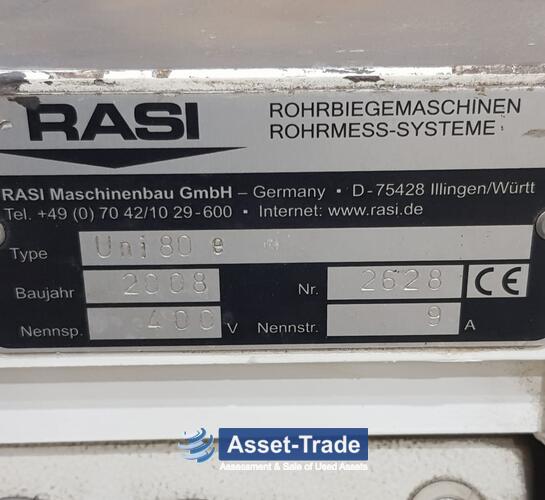 RASI
ROHRBIEGEMASCHINEN
ROHRMESS-SYSTEME
RASI Maschinenbau GmbH – Germany • D-75428 Illingen/Württ
Tel. +49 (0) 70 42/10 29-600 • Internet: www.rasi.de
Type Uni80 e
Baujahr 2008 Nr. 2628 CE
Nennsp. 400 V Nennstr. 9 A
Asset-Trade
Assessment & Sale of Used Assets